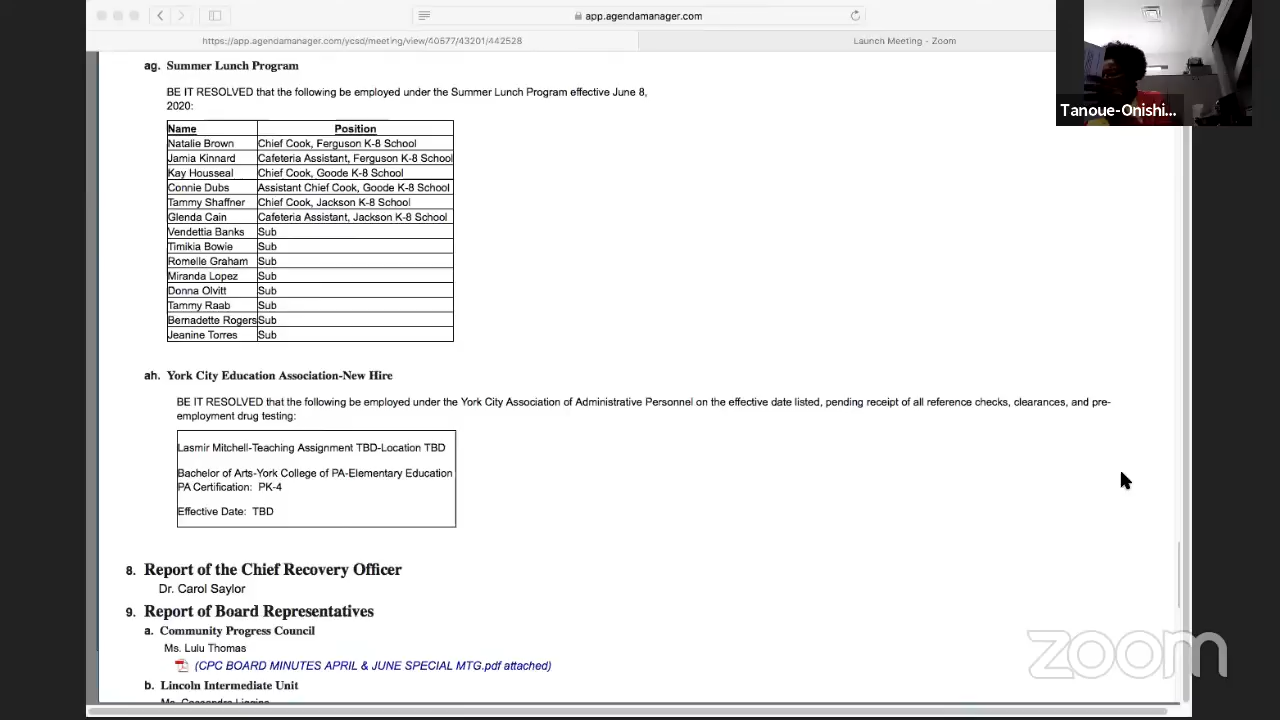 app.agendamanager.com
https://app.agendamanager.com/ycsd/meeting/view/40577/43201/442528
Launch Meeting - Zoom
Tanoue-Onishi...
ag. Summer Lunch Program
BE IT RESOLVED that the following be employed under the Summer Lunch Program effective June 8,
2020:
Name Position
Natalie Brown Chief Cook, Ferguson K-8 School
Jamia Kinnard Cafeteria Assistant, Ferguson K-8 School
Kay Housseal Chief Cook, Goode K-8 School
Connie Dubs Assistant Chief Cook, Goode K-8 School
Tammy Shaffner Chief Cook, Jackson K-8 School
Glenda Cain Cafeteria Assistant, Jackson K-8 School
Vendettia Banks Sub
Timikia Bowie Sub
Romelle Graham Sub
Miranda Lopez Sub
Donna Olvitt Sub
Tammy Raab Sub
Bernadette Rogers Sub
Jeanine Torres Sub
ah. York City Education Association-New Hire
BE IT RESOLVED that the following be employed under the York City Association of Administrative Personnel on the effective date listed, pending receipt of all reference checks, clearances, and pre-
employment drug testing:
Lasmir Mitchell-Teaching Assignment TBD-Location TBD
Bachelor of Arts-York College of PA-Elementary Education
PA Certification: PK-4
Effective Date: TBD
8. Report of the Chief Recovery Officer
Dr. Carol Saylor
9. Report of Board Representatives
a. Community Progress Council
Ms. Lulu Thomas
(CPC BOARD MINUTES APRIL & JUNE SPECIAL MTG.pdf attached)
b. Lincoln Intermediate Unit
zoom